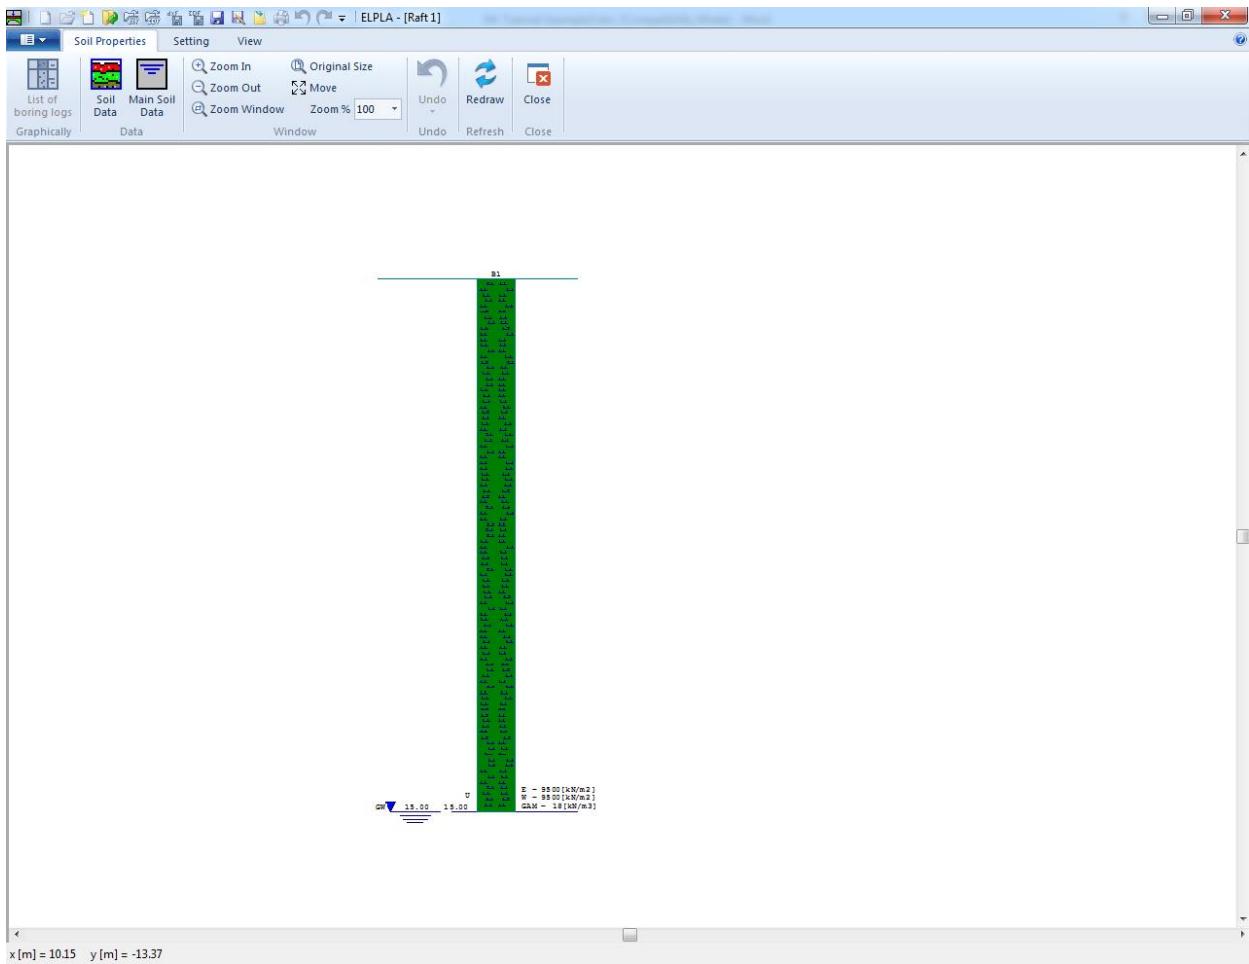 ELPLA - [Raft 1]
Soil Properties Setting View
List of boring logs
Soil Data
Main Soil Data
Zoom In
Zoom Out
Zoom Window
Original Size
Move
Zoom % 100
Undo
Redraw
Close
Graphically Data Window Undo Refresh Close
B1
U
E - 9500[kN/m2]
W - 9500[kN/m2]
GAM - 18[kN/m3]
GW 15.00 15.00
x [m] = 10.15 y [m] = -13.37